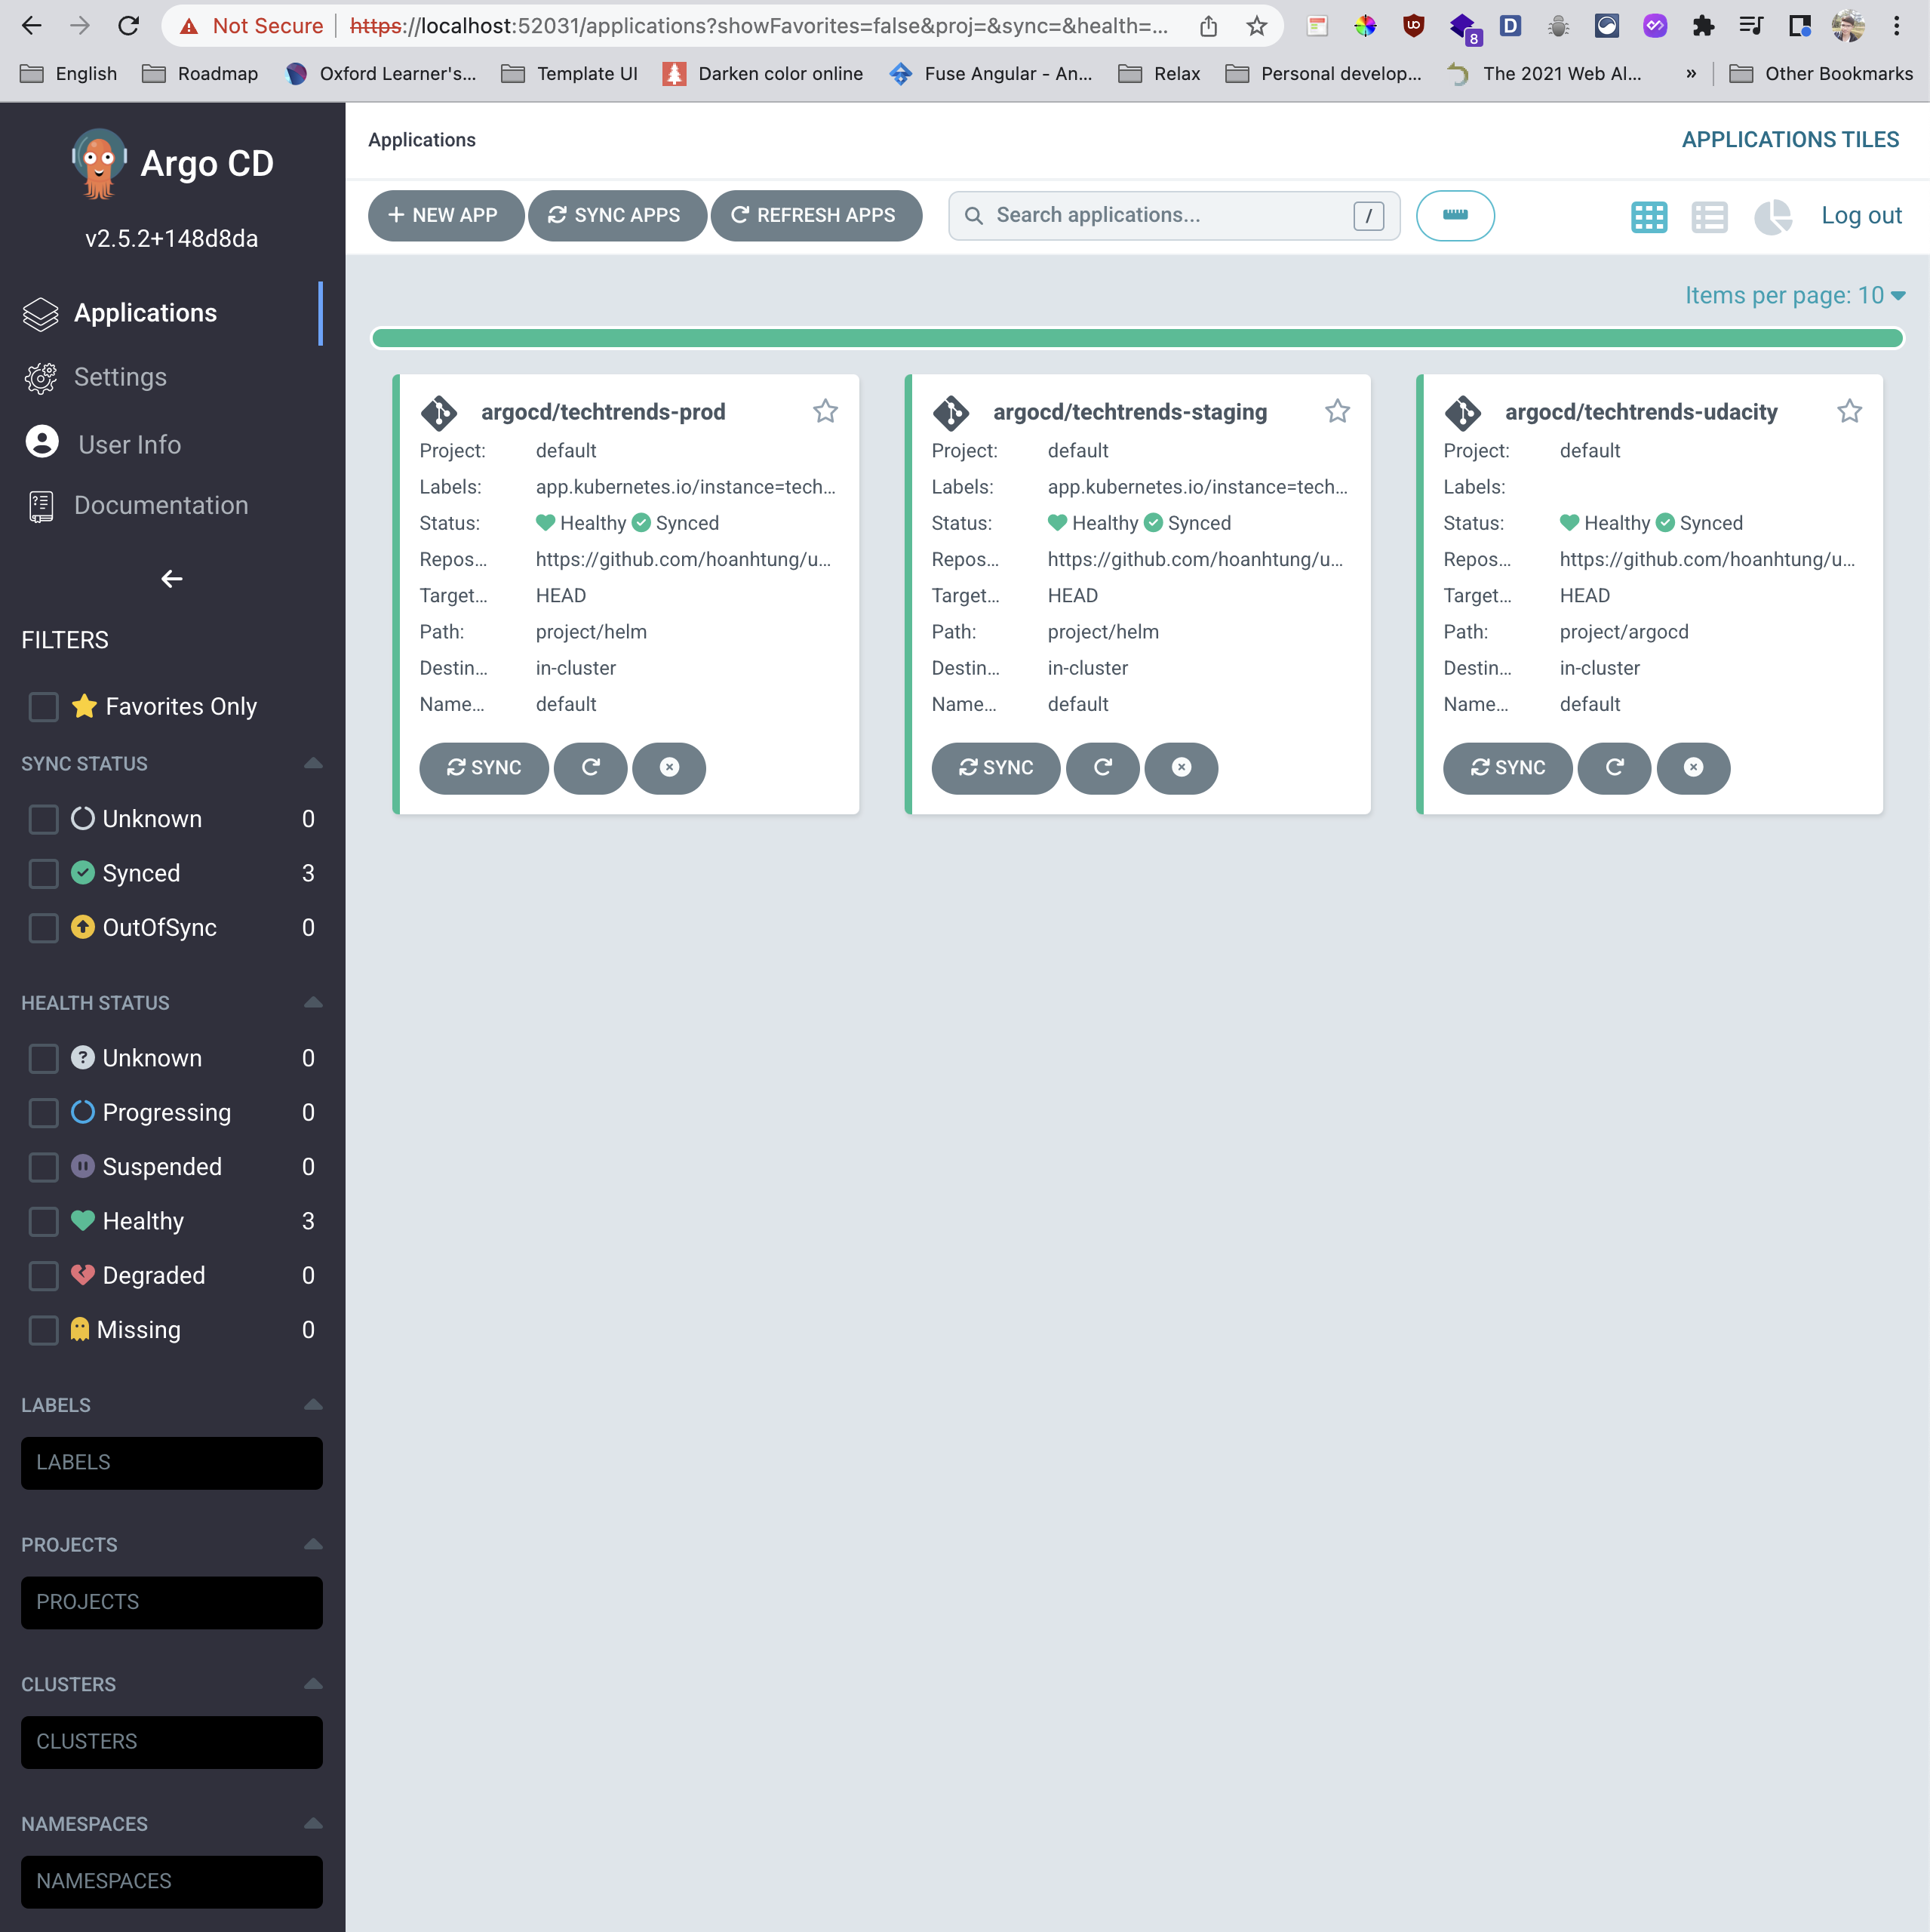 Not Secure https://localhost:52031/applications?showFavorites=false&proj=&sync=&health=... 8
English Roadmap Oxford Learner's... Template UI Darken color online Fuse Angular - An... Relax Personal develop... The 2021 Web Al... » Other Bookmarks
Argo CD
v2.5.2+148d8da
Applications
Settings
User Info
Documentation
FILTERS
Favorites Only
SYNC STATUS
Unknown 0
Synced 3
OutOfSync 0
HEALTH STATUS
Unknown 0
Progressing 0
Suspended 0
Healthy 3
Degraded 0
Missing 0
LABELS
LABELS
PROJECTS
PROJECTS
CLUSTERS
CLUSTERS
NAMESPACES
NAMESPACES
Applications APPLICATIONS TILES
+ NEW APP SYNC APPS REFRESH APPS Search applications... / Log out
Items per page: 10
argocd/techtrends-prod
Project: default
Labels: app.kubernetes.io/instance=tech...
Status: Healthy Synced
Repos... https://github.com/hoanhtung/u...
Target... HEAD
Path: project/helm
Destin... in-cluster
Name... default
SYNC
argocd/techtrends-staging
Project: default
Labels: app.kubernetes.io/instance=tech...
Status: Healthy Synced
Repos... https://github.com/hoanhtung/u...
Target... HEAD
Path: project/helm
Destin... in-cluster
Name... default
SYNC
argocd/techtrends-udacity
Project: default
Labels:
Status: Healthy Synced
Repos... https://github.com/hoanhtung/u...
Target... HEAD
Path: project/argocd
Destin... in-cluster
Name... default
SYNC